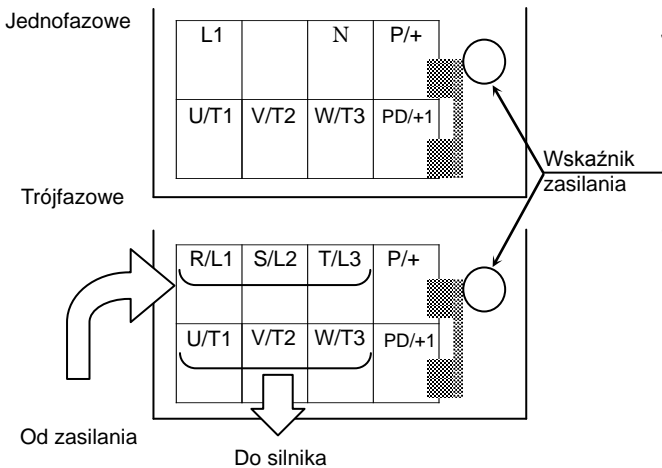 Jednofazowe
L1 N P/+
U/T1 V/T2 W/T3 PD/+1
Wskaźnik
zasilania
Trójfazowe
R/L1 S/L2 T/L3 P/+
U/T1 V/T2 W/T3 PD/+1
Od zasilania
Do silnika